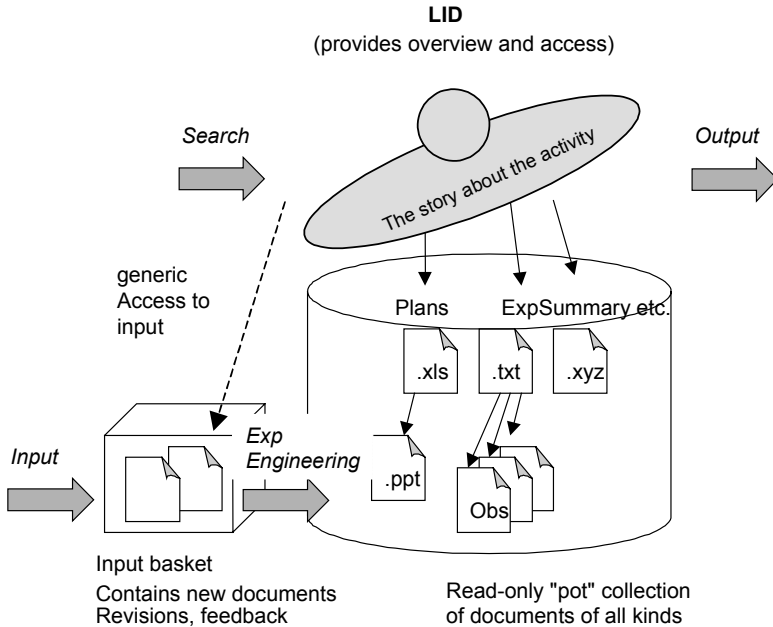 LID
(provides overview and access)
Search
Output
The story about the activity
generic
Access to
input
Plans
ExpSummary etc.
.xls
.txt
.xyz
Input
Exp
Engineering
.ppt
Obs
Input basket
Contains new documents
Revisions, feedback
Read-only "pot" collection
of documents of all kinds